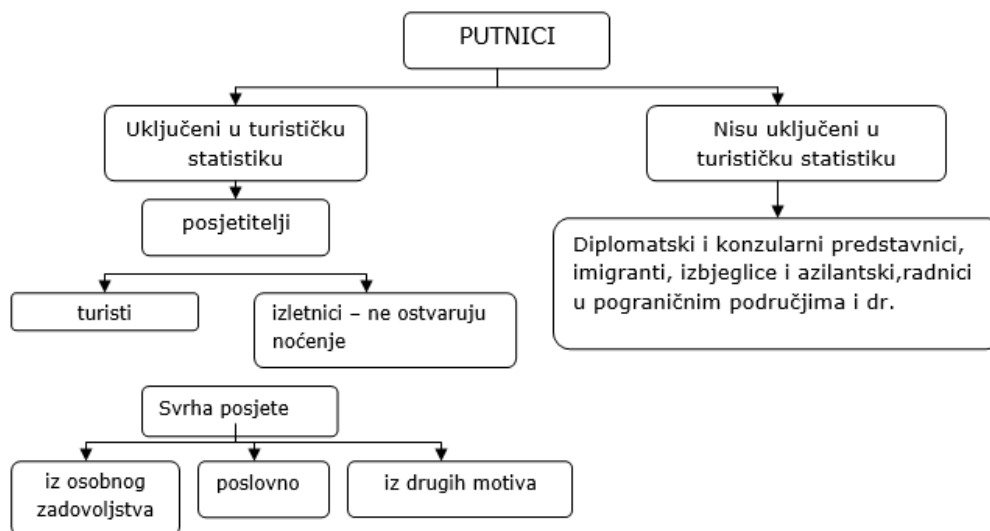 PUTNICI
Uključeni u turističku
statistiku
Nisu uključeni u
turističku statistiku
posjetitelji
Diplomatski i konzularni predstavnici,
imigranti, izbjeglice i azilantski,radnici
u pograničnim područjima i dr.
turisti
izletnici – ne ostvaruju
noćenje
Svrha posjete
iz osobnog
zadovoljstva
poslovno
iz drugih motiva